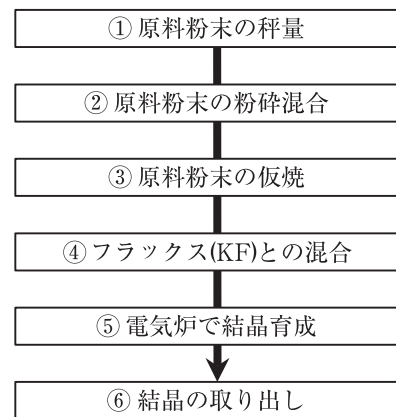 ① 原料粉末の秤量
② 原料粉末の粉砕混合
③ 原料粉末の仮焼
④ フラックス(KF)との混合
⑤ 電気炉で結晶育成
⑥ 結晶の取り出し